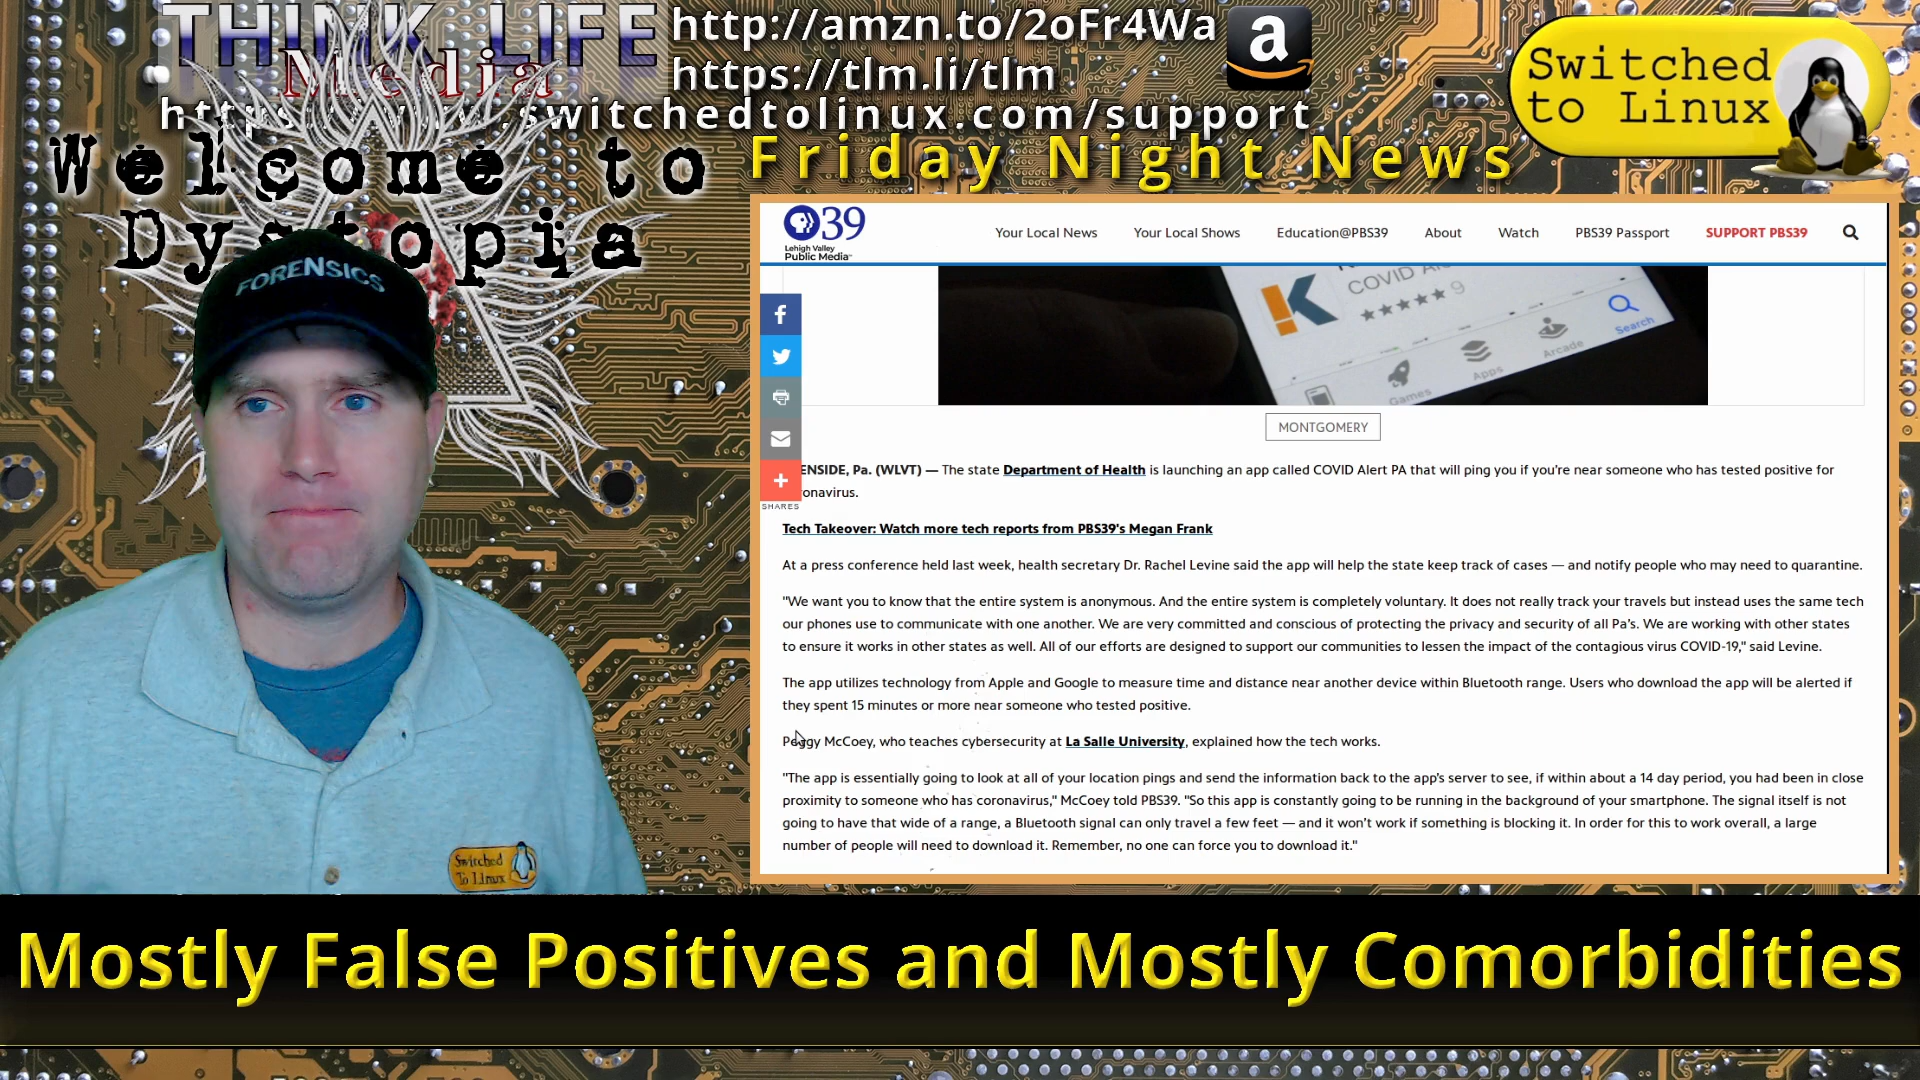 THINK LIFE
Media
http://amzn.to/2oFr4Wa
https://tlm.li/tlm
https://www.switchedtolinux.com/support
Switched
to Linux
Welcome to
Dystopia
Friday Night News
FORENSICS
39
Lehigh Valley
Public Media
Your Local News
Your Local Shows
Education@PBS39
About
Watch
PBS39 Passport
SUPPORT PBS39
COVID Al
9
Search
Arcade
Apps
Games
SHARES
MONTGOMERY
ENSIDE, Pa. (WLVT) — The state Department of Health is launching an app called COVID Alert PA that will ping you if you're near someone who has tested positive for
onavirus.
Tech Takeover: Watch more tech reports from PBS39's Megan Frank
At a press conference held last week, health secretary Dr. Rachel Levine said the app will help the state keep track of cases — and notify people who may need to quarantine.
"We want you to know that the entire system is anonymous. And the entire system is completely voluntary. It does not really track your travels but instead uses the same tech
our phones use to communicate with one another. We are very committed and conscious of protecting the privacy and security of all Pa's. We are working with other states
to ensure it works in other states as well. All of our efforts are designed to support our communities to lessen the impact of the contagious virus COVID-19," said Levine.
The app utilizes technology from Apple and Google to measure time and distance near another device within Bluetooth range. Users who download the app will be alerted if
they spent 15 minutes or more near someone who tested positive.
Peggy McCoey, who teaches cybersecurity at La Salle University, explained how the tech works.
"The app is essentially going to look at all of your location pings and send the information back to the app's server to see, if within about a 14 day period, you had been in close
proximity to someone who has coronavirus," McCoey told PBS39. "So this app is constantly going to be running in the background of your smartphone. The signal itself is not
going to have that wide of a range, a Bluetooth signal can only travel a few feet — and it won't work if something is blocking it. In order for this to work overall, a large
number of people will need to download it. Remember, no one can force you to download it."
Switched
To Linux
Mostly False Positives and Mostly Comorbidities